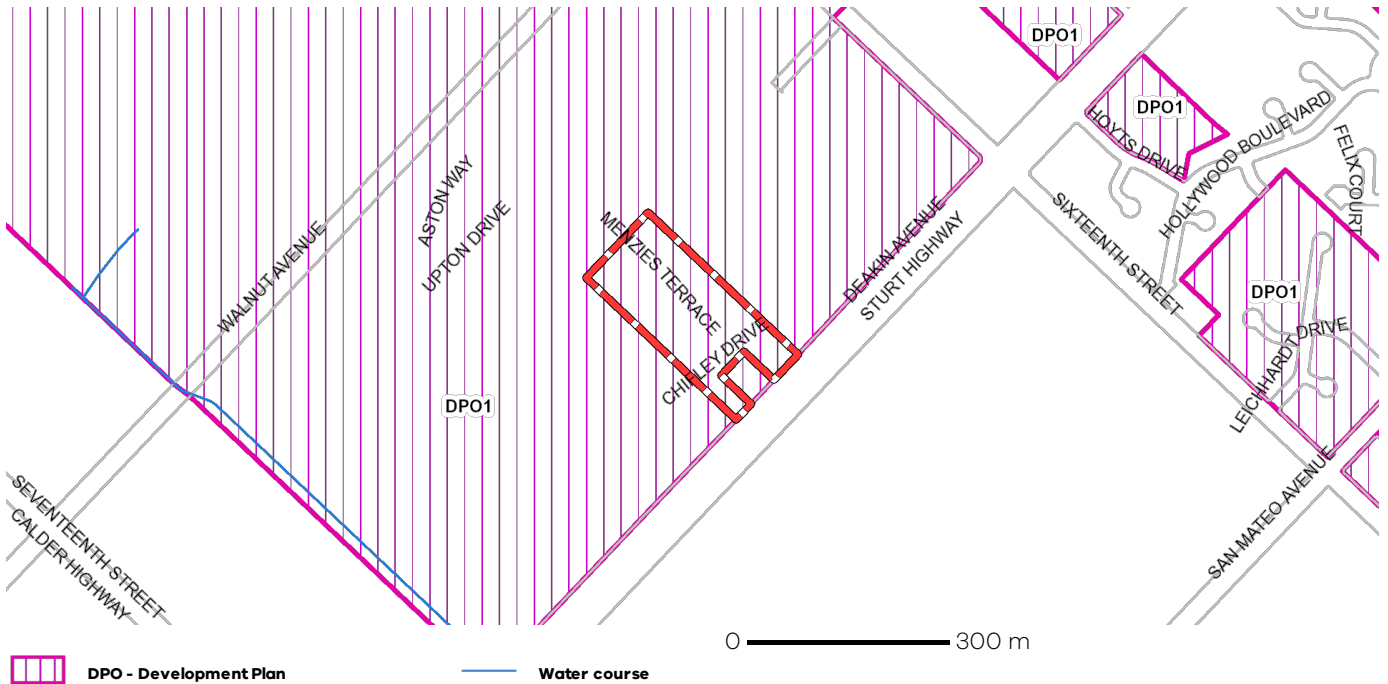 DPO1
DPO1
HOYTS DRIVE
HOLLYWOOD BOULEVARD
FELIX COURT
ASTON WAY
UPTON DRIVE
WALNUT AVENUE
MENZIES TERRACE
CHIFLEY DRIVE
DEAKIN AVENUE
STURT HIGHWAY
SIXTEENTH STREET
DPO1
LEICHHARDT DRIVE
DPO1
SAN MATEO AVENUE
SEVENTEENTH STREET
CALDER HIGHWAY
0 300 m
DPO - Development Plan
Water course